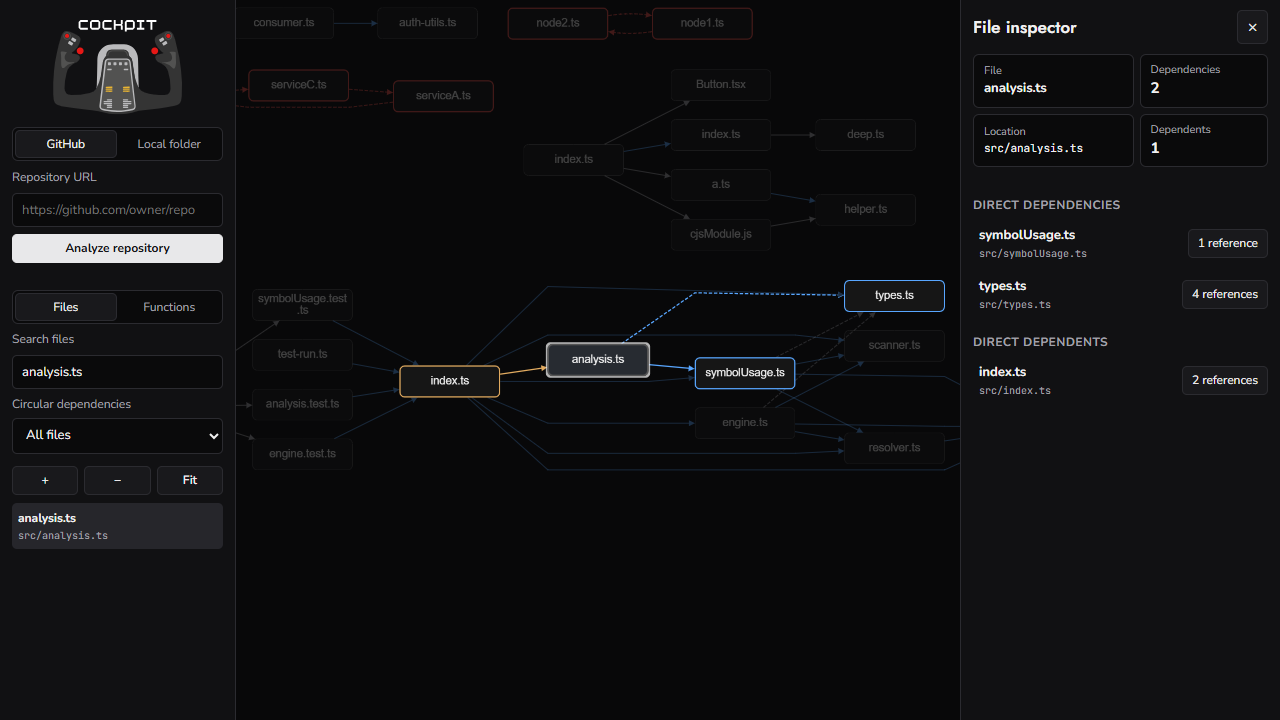 COCKPIT
GitHub
Local folder
Repository URL
https://github.com/owner/repo
Analyze repository
Files
Functions
Search files
analysis.ts
Circular dependencies
All files
+
−
Fit
analysis.ts
src/analysis.ts
consumer.ts
auth-utils.ts
node2.ts
node1.ts
serviceC.ts
serviceA.ts
Button.tsx
index.ts
deep.ts
index.ts
a.ts
helper.ts
cjsModule.js
symbolUsage.test
.ts
types.ts
test-run.ts
analysis.ts
scanner.ts
index.ts
symbolUsage.ts
analysis.test.ts
engine.ts
engine.test.ts
resolver.ts
File inspector
×
File
analysis.ts
Dependencies
2
Location
src/analysis.ts
Dependents
1
DIRECT DEPENDENCIES
symbolUsage.ts
src/symbolUsage.ts
1 reference
types.ts
src/types.ts
4 references
DIRECT DEPENDENTS
index.ts
src/index.ts
2 references